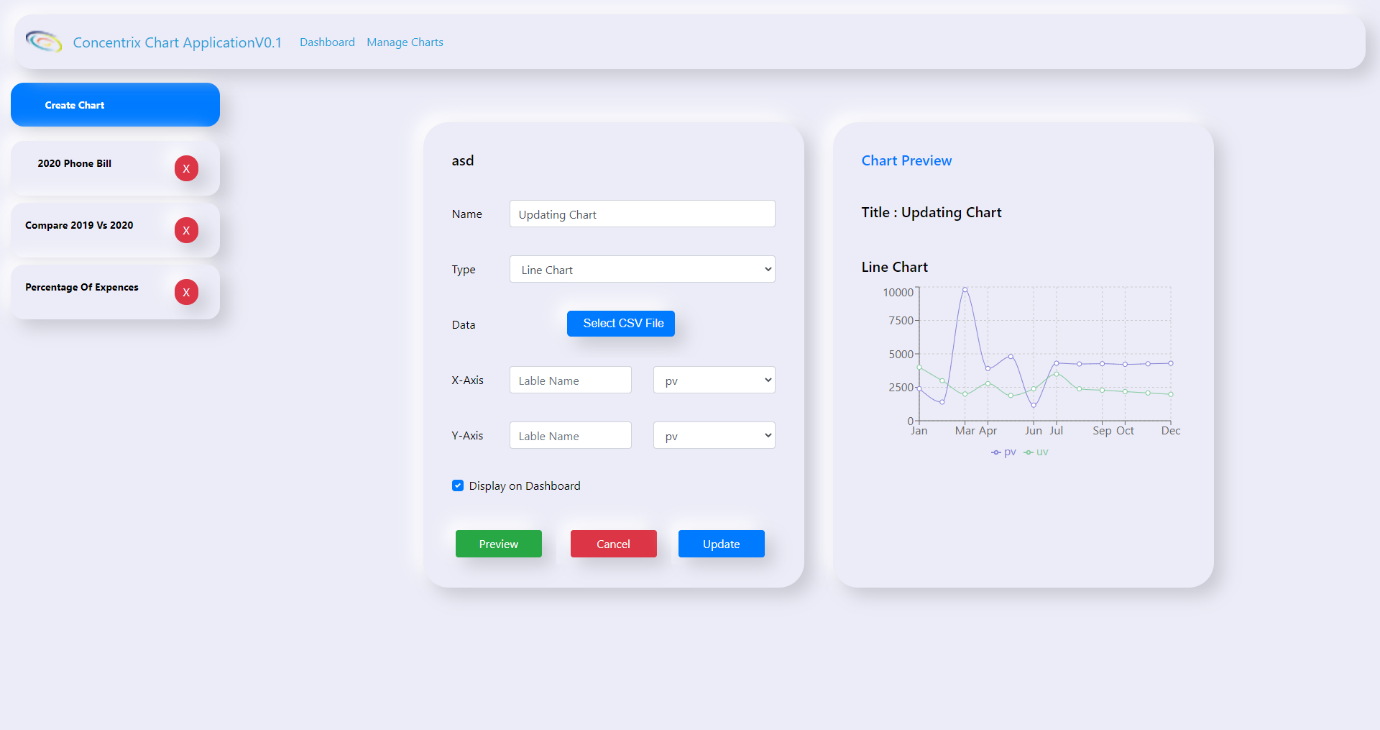 Concentrix Chart ApplicationV0.1 Dashboard Manage Charts
Create Chart
2020 Phone Bill X
Compare 2019 Vs 2020 X
Percentage Of Expences X
asd
Name Updating Chart
Type Line Chart
Data Select CSV File
X-Axis Lable Name pv
Y-Axis Lable Name pv
Display on Dashboard
Preview Cancel Update
Chart Preview
Title : Updating Chart
Line Chart
10000
7500
5000
2500
0
Jan Mar Apr Jun Jul Sep Oct Dec
pv uv